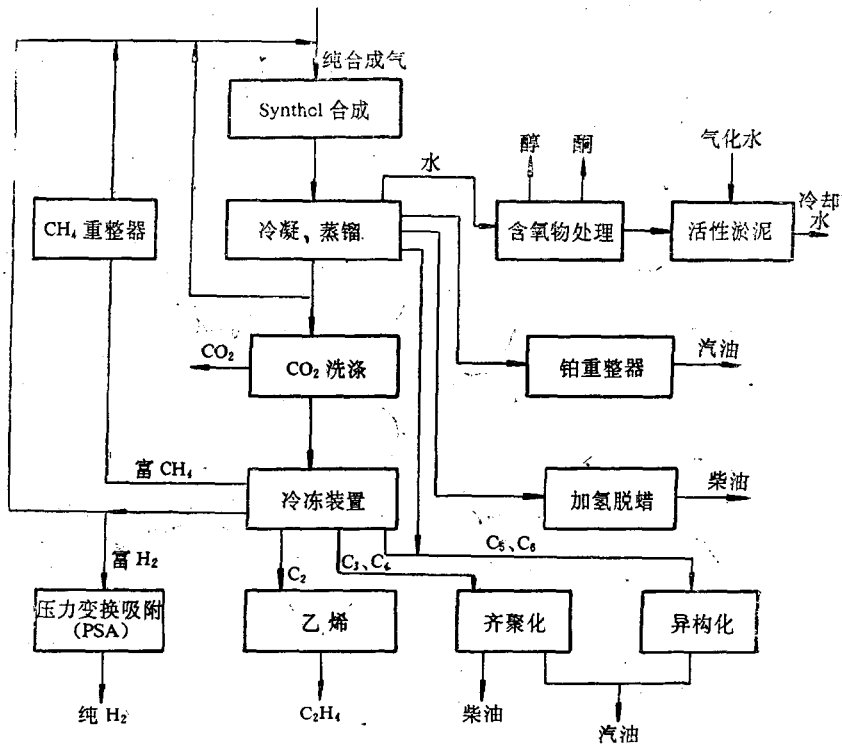 纯合成气
Synthol 合成
醇
酮
气化水
水
冷却
水
CH₄ 重整器
冷凝、蒸馏
含氧物处理
活性淤泥
CO₂
CO₂ 洗涤
铂重整器
汽油
富 CH₄
冷冻装置
加氢脱蜡
柴油
富 H₂
C₂
C₃、C₄
C₅、C₆
压力变换吸附
(PSA)
乙烯
齐聚化
异构化
纯 H₂
C₂H₄
柴油
汽油